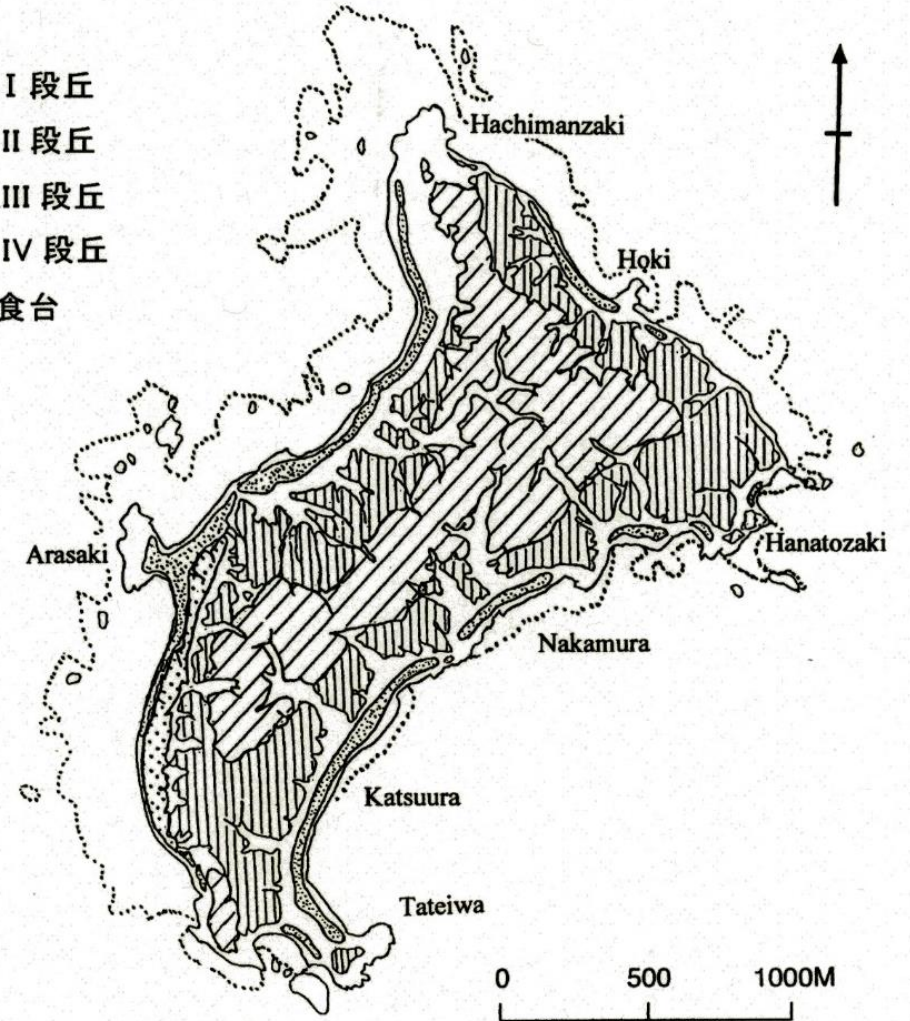 I 段丘
II 段丘
III 段丘
IV 段丘
食台
Hachimanzaki
Hoki
Arasaki
Hanatozaki
Nakamura
Katsuura
Tateiwa
0 500 1000M